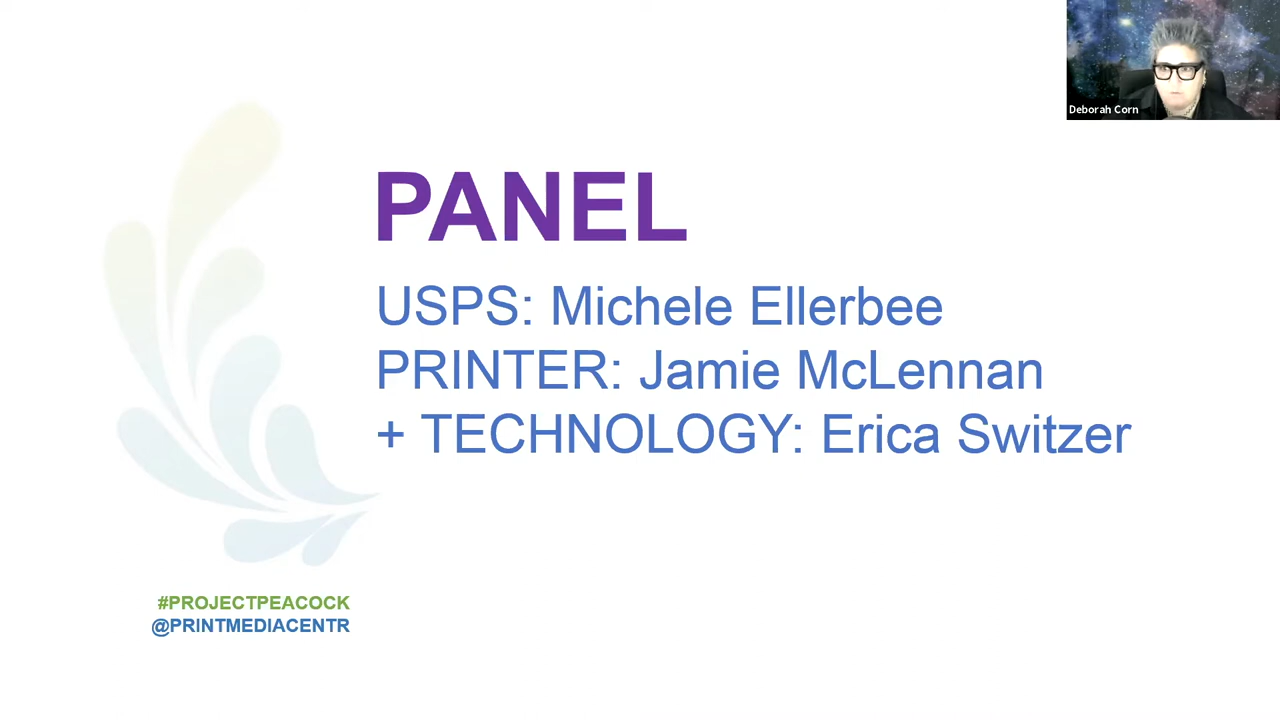 Deborah Corn
PANEL
USPS: Michele Ellerbee
PRINTER: Jamie McLennan
+ TECHNOLOGY: Erica Switzer
#PROJECTPEACOCK
@PRINTMEDIACENTR